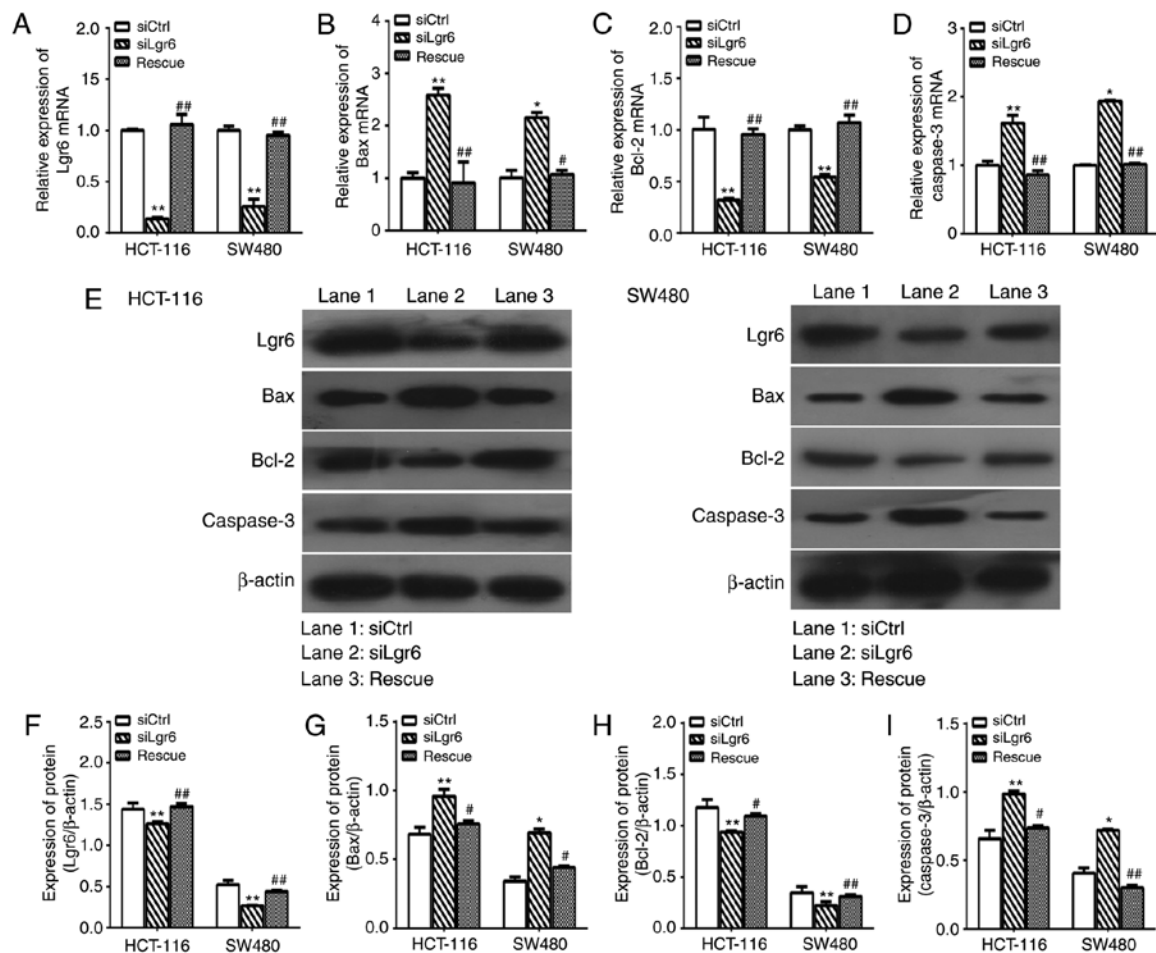 A
Relative expression of
Lgr6 mRNA
2.0
1.5
1.0
0.5
0.0
siCtrl
siLgr6
Rescue
**
##
**
##
HCT-116
SW480
B
Relative expression of
Bax mRNA
4
3
2
1
0
siCtrl
siLgr6
Rescue
**
##
*
#
HCT-116
SW480
C
Relative expression of
Bcl-2 mRNA
2.0
1.5
1.0
0.5
0.0
siCtrl
siLgr6
Rescue
**
##
**
##
HCT-116
SW480
D
Relative expression of
caspase-3 mRNA
3
2
1
0
siCtrl
siLgr6
Rescue
**
##
*
##
HCT-116
SW480
E
HCT-116
Lane 1 Lane 2 Lane 3
Lgr6
Bax
Bcl-2
Caspase-3
β-actin
Lane 1: siCtrl
Lane 2: siLgr6
Lane 3: Rescue
SW480
Lane 1 Lane 2 Lane 3
Lgr6
Bax
Bcl-2
Caspase-3
β-actin
Lane 1: siCtrl
Lane 2: siLgr6
Lane 3: Rescue
F
Expression of protein
(Lgr6/β-actin)
2.5
2.0
1.5
1.0
0.5
0.0
siCtrl
siLgr6
Rescue
**
##
**
##
HCT-116
SW480
G
Expression of protein
(Bax/β-actin)
1.5
1.0
0.5
0.0
siCtrl
siLgr6
Rescue
**
#
*
#
HCT-116
SW480
H
Expression of protein
(Bcl-2/β-actin)
2.0
1.5
1.0
0.5
0.0
siCtrl
siLgr6
Rescue
**
#
**
##
HCT-116
SW480
I
Expression of protein
(caspase-3/β-actin)
1.5
1.0
0.5
0.0
siCtrl
siLgr6
Rescue
**
#
*
##
HCT-116
SW480